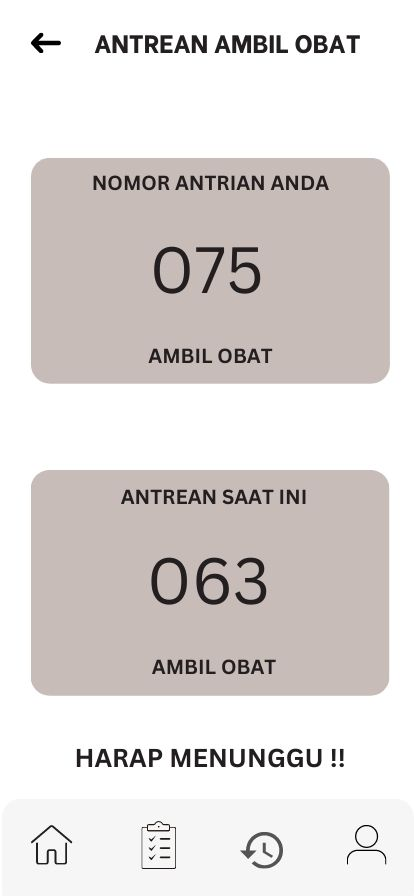 ANTREAN AMBIL OBAT
NOMOR ANTRIAN ANDA
075
AMBIL OBAT
ANTREAN SAAT INI
063
AMBIL OBAT
HARAP MENUNGGU !!